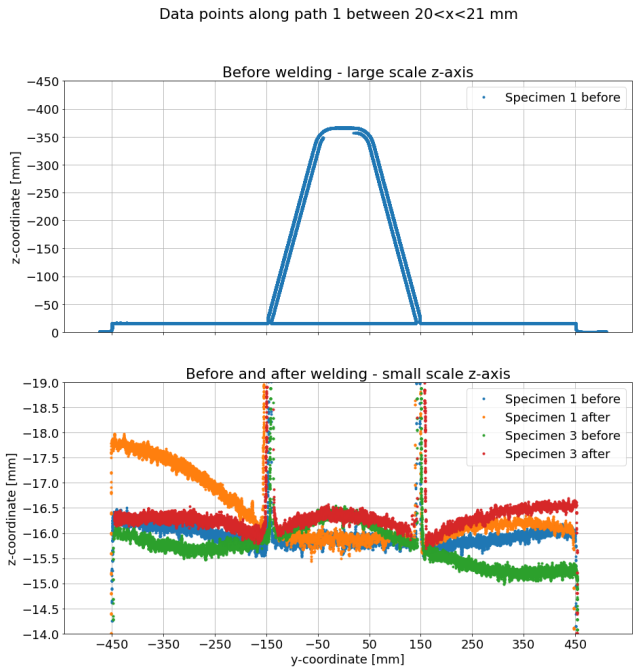 Data points along path 1 between 20<x<21 mm
Before welding - large scale z-axis
−450
−400
−350
−300
−250
−200
−150
−100
−50
0
z-coordinate [mm]
Specimen 1 before
Before and after welding - small scale z-axis
−19.0
−18.5
−18.0
−17.5
−17.0
−16.5
−16.0
−15.5
−15.0
−14.5
−14.0
z-coordinate [mm]
Specimen 1 before
Specimen 1 after
Specimen 3 before
Specimen 3 after
−450 −350 −250 −150 −50 50 150 250 350 450
y-coordinate [mm]